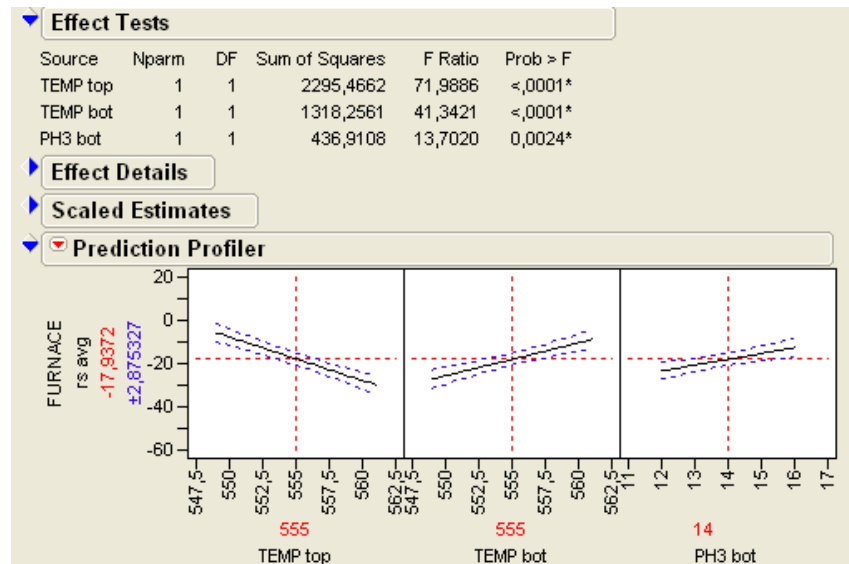 Effect Tests
Source Nparm DF Sum of Squares F Ratio Prob > F
TEMP top 1 1 2295,4662 71,9886 <,0001*
TEMP bot 1 1 1318,2561 41,3421 <,0001*
PH3 bot 1 1 436,9108 13,7020 0,0024*
Effect Details
Scaled Estimates
Prediction Profiler
FURNACE
rs avg
-17,9372
±2,875327
20
0
-20
-40
-60
547,5 550 552,5 555 557,5 560 562,5
547,5 550 552,5 555 557,5 560 562,5
11 12 13 14 15 16 17
555 555 14
TEMP top TEMP bot PH3 bot